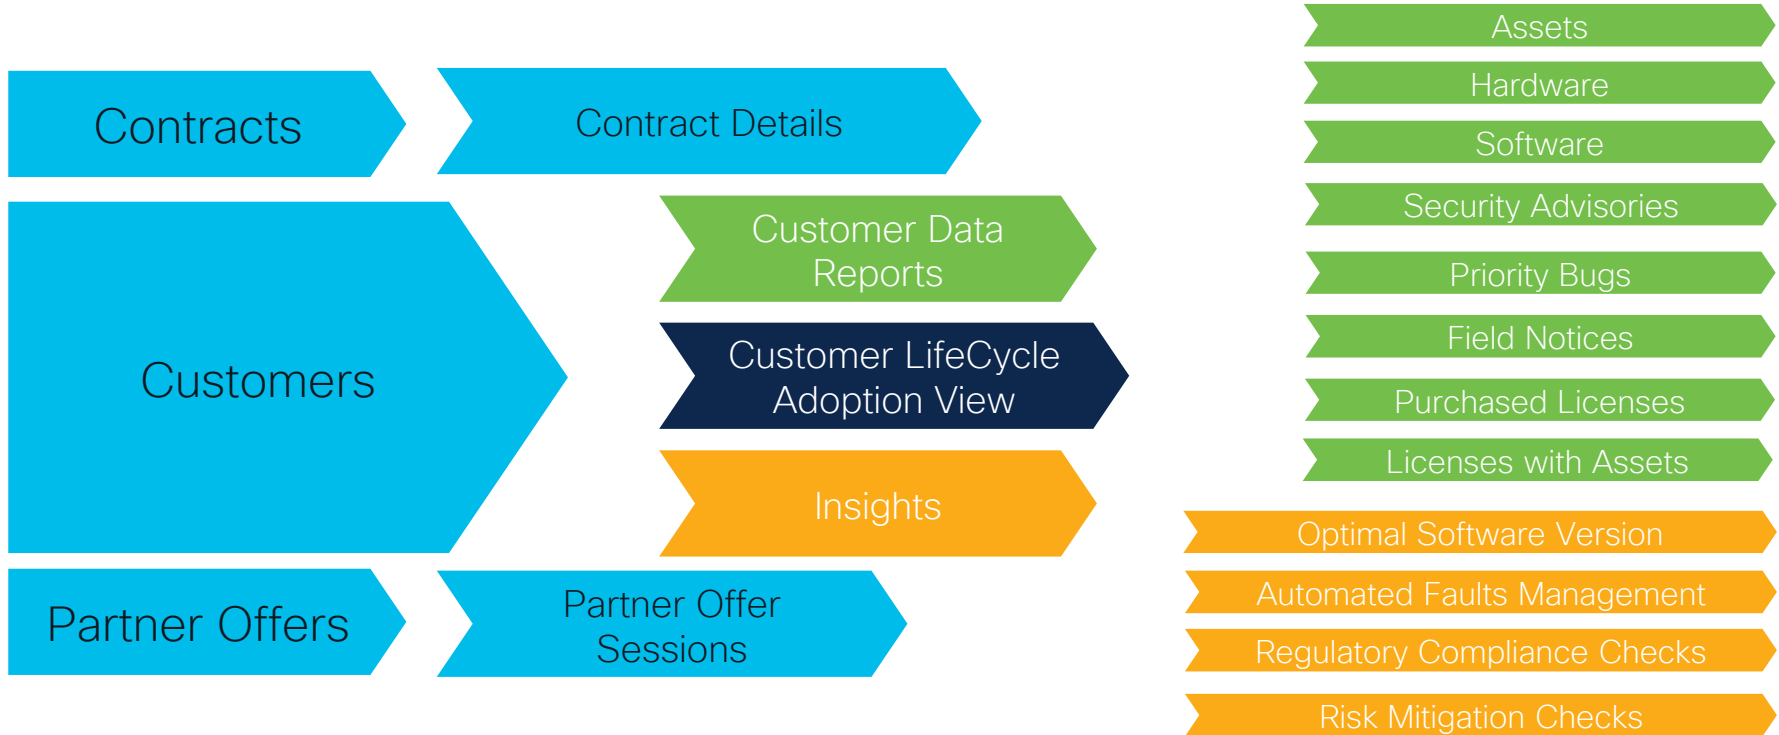 Contracts
Contract Details
Customers
Customer Data
Reports
Customer LifeCycle
Adoption View
Insights
Partner Offers
Partner Offer
Sessions
Assets
Hardware
Software
Security Advisories
Priority Bugs
Field Notices
Purchased Licenses
Licenses with Assets
Optimal Software Version
Automated Faults Management
Regulatory Compliance Checks
Risk Mitigation Checks